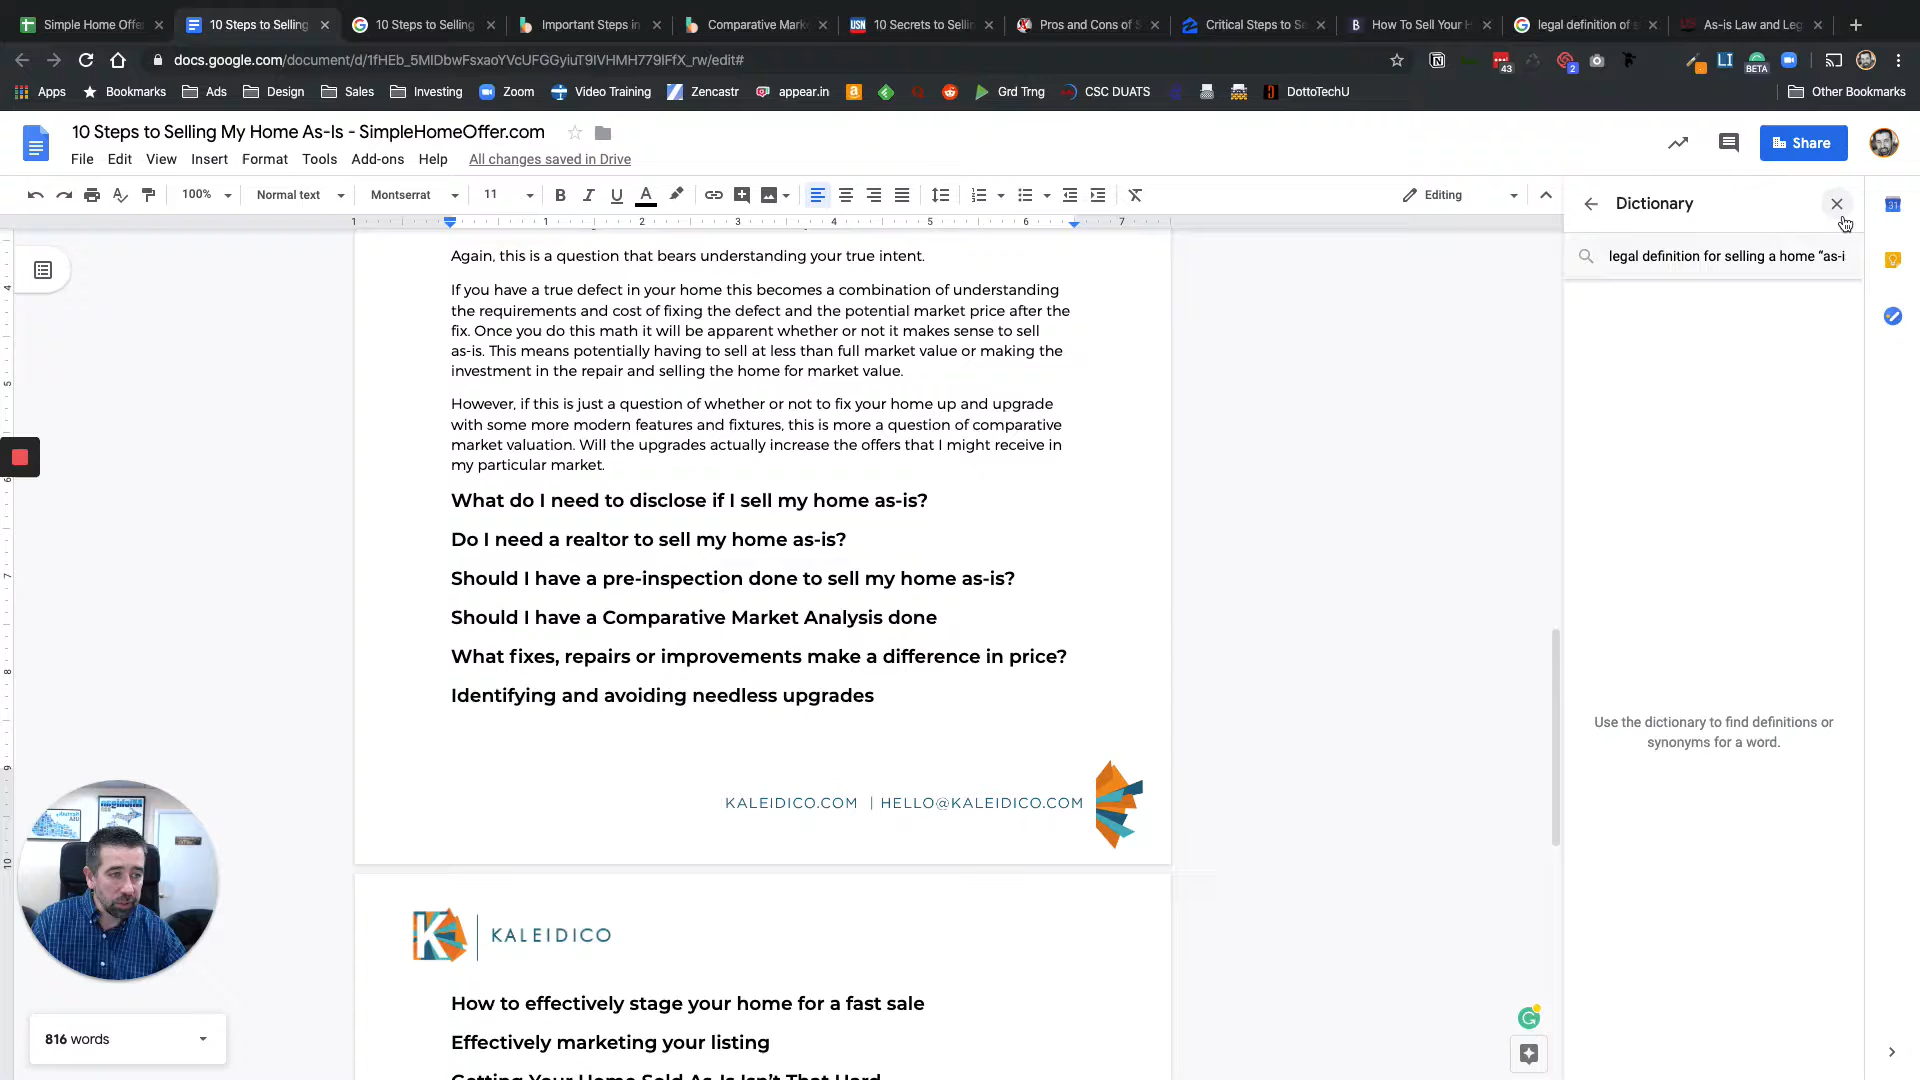 Simple Home Offer
10 Steps to Selling
10 Steps to Selling
Important Steps in
Comparative Mark
10 Secrets to Sellin
Pros and Cons of S
Critical Steps to Se
How To Sell Your H
legal definition of s
As-is Law and Leg
docs.google.com/document/d/1fHEb_5MlDbwFsxaoYVcUFGGyiuT9IVHMH779lFfX_rw/edit#
43
2
BETA
Apps
Bookmarks
Ads
Design
Sales
Investing
Zoom
Video Training
Zencastr
appear.in
Grd Trng
CSC DUATS
DottoTechU
Other Bookmarks
10 Steps to Selling My Home As-Is - SimpleHomeOffer.com
File Edit View Insert Format Tools Add-ons Help All changes saved in Drive
Share
100% Normal text Montserrat 11
Editing
Dictionary
legal definition for selling a home "as-i
Use the dictionary to find definitions or
synonyms for a word.
Again, this is a question that bears understanding your true intent.
If you have a true defect in your home this becomes a combination of understanding
the requirements and cost of fixing the defect and the potential market price after the
fix. Once you do this math it will be apparent whether or not it makes sense to sell
as-is. This means potentially having to sell at less than full market value or making the
investment in the repair and selling the home for market value.
However, if this is just a question of whether or not to fix your home up and upgrade
with some more modern features and fixtures, this is more a question of comparative
market valuation. Will the upgrades actually increase the offers that I might receive in
my particular market.
What do I need to disclose if I sell my home as-is?
Do I need a realtor to sell my home as-is?
Should I have a pre-inspection done to sell my home as-is?
Should I have a Comparative Market Analysis done
What fixes, repairs or improvements make a difference in price?
Identifying and avoiding needless upgrades
KALEIDICO.COM | HELLO@KALEIDICO.COM
KALEIDICO
How to effectively stage your home for a fast sale
Effectively marketing your listing
Getting Your Home Sold As-Is Isn't That Hard
816 words